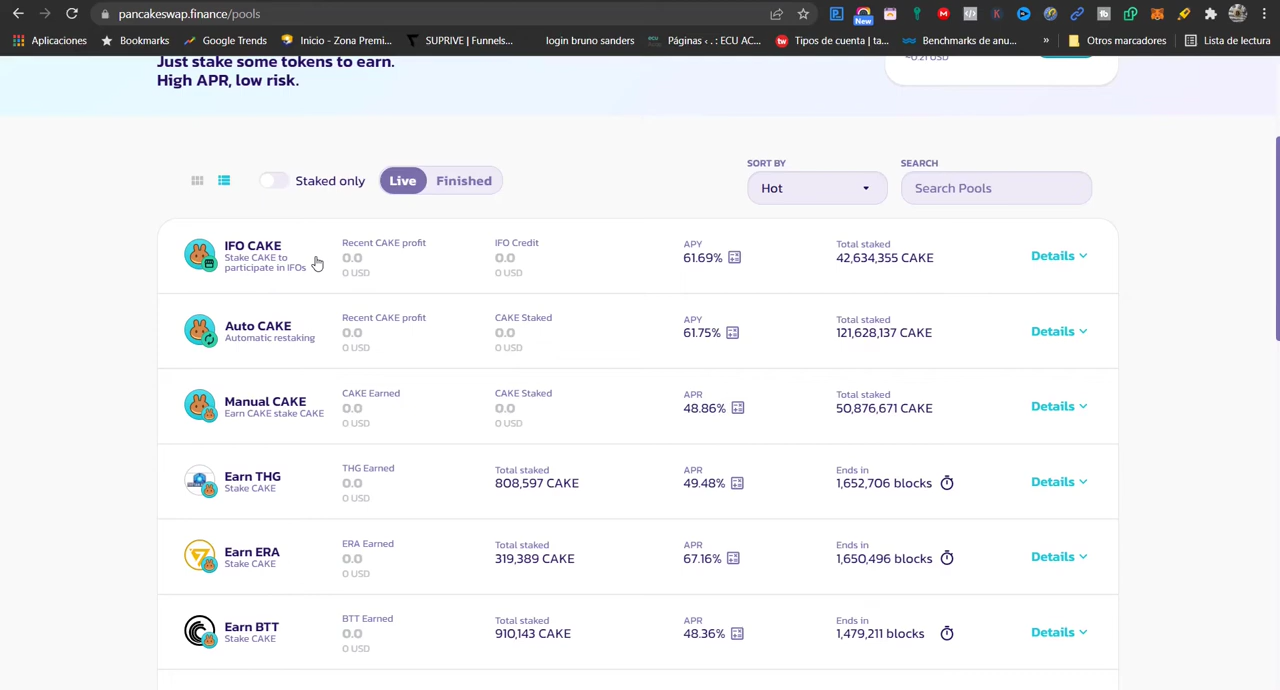 pancakeswap.finance/pools
New
Aplicaciones Bookmarks Google Trends Inicio - Zona Premi... SUPRIVE | Funnels... login bruno sanders Páginas ‹ . : ECU AC... Tipos de cuenta | ta... Benchmarks de anu... » Otros marcadores Lista de lectura
Just stake some tokens to earn.
High APR, low risk.
~0.21 USD
SORT BY SEARCH
Staked only Live Finished Hot Search Pools
IFO CAKE
Stake CAKE to
participate in IFOs
Recent CAKE profit
0.0
0 USD
IFO Credit
0.0
0 USD
APY
61.69%
Total staked
42,634,355 CAKE
Details
Auto CAKE
Automatic restaking
Recent CAKE profit
0.0
0 USD
CAKE Staked
0.0
0 USD
APY
61.75%
Total staked
121,628,137 CAKE
Details
Manual CAKE
Earn CAKE stake CAKE
CAKE Earned
0.0
0 USD
CAKE Staked
0.0
0 USD
APR
48.86%
Total staked
50,876,671 CAKE
Details
Earn THG
Stake CAKE
THG Earned
0.0
0 USD
Total staked
808,597 CAKE
APR
49.48%
Ends in
1,652,706 blocks
Details
Earn ERA
Stake CAKE
ERA Earned
0.0
0 USD
Total staked
319,389 CAKE
APR
67.16%
Ends in
1,650,496 blocks
Details
Earn BTT
Stake CAKE
BTT Earned
0.0
0 USD
Total staked
910,143 CAKE
APR
48.36%
Ends in
1,479,211 blocks
Details